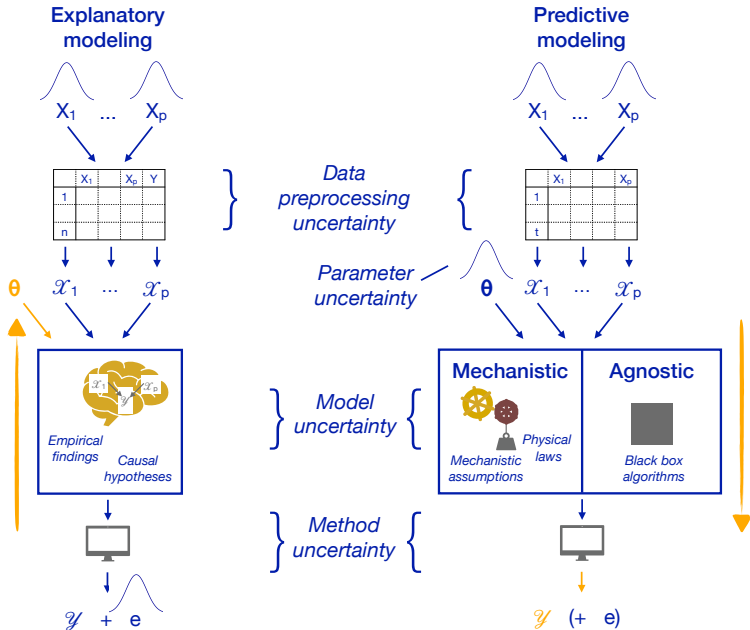 Explanatory
modeling
Predictive
modeling
X1 ... Xp
X1 ... Xp
X1 Xp Y
1
n
Data
preprocessing
uncertainty
X1 Xp
1
t
Parameter
uncertainty
θ 𝒳1 ... 𝒳p
θ 𝒳1 ... 𝒳p
𝒳1 𝒳p
𝒴
Empirical
findings
Causal
hypotheses
Model
uncertainty
Mechanistic
Physical
laws
Mechanistic
assumptions
Agnostic
Black box
algorithms
Method
uncertainty
𝒴 + e
𝒴 (+ e)